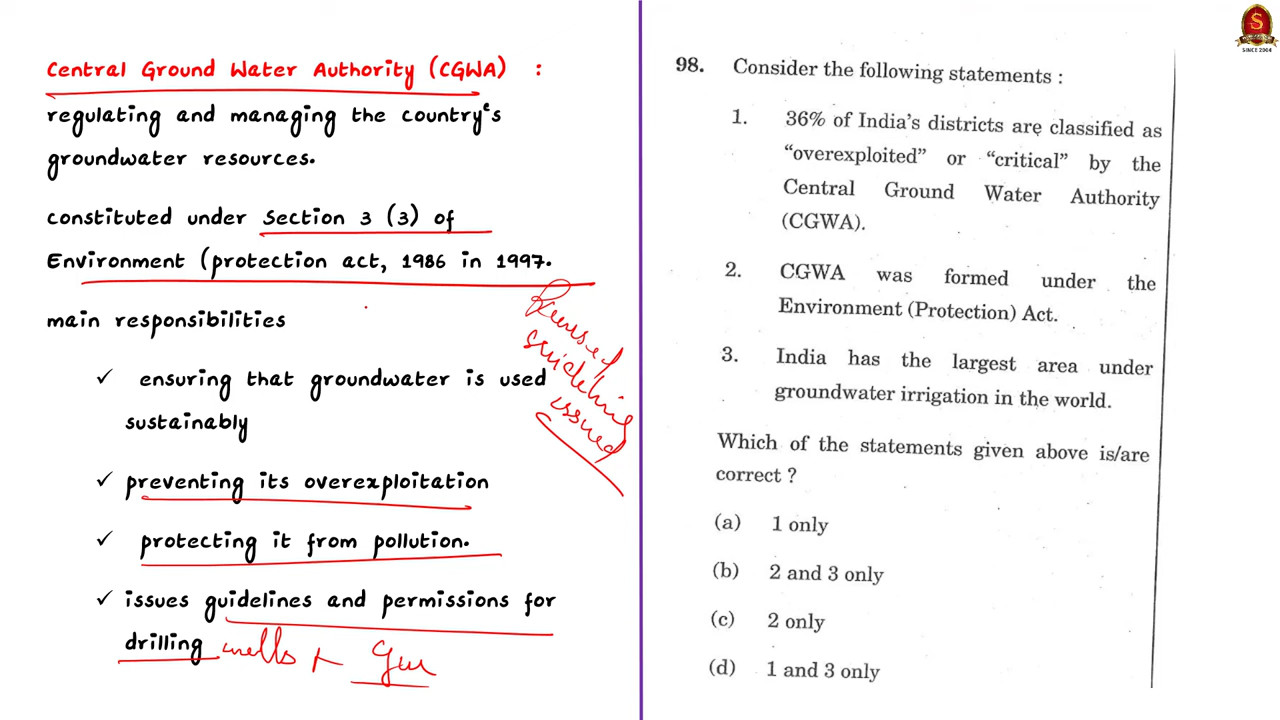 Central Ground Water Authority (CGWA) :
regulating and managing the country's
groundwater resources.
constituted under Section 3 (3) of
Environment (protection act, 1986 in 1997.
main responsibilities
✓ ensuring that groundwater is used
sustainably
✓ preventing its overexploitation
✓ protecting it from pollution.
✓ issues guidelines and permissions for
drilling wells + gw
Revised
guideline
issued
S
SINCE 2004
98. Consider the following statements :
1. 36% of India's districts are classified as
"overexploited" or "critical" by the
Central Ground Water Authority
(CGWA).
2. CGWA was formed under the
Environment (Protection) Act.
3. India has the largest area under
groundwater irrigation in the world.
Which of the statements given above is/are
correct ?
(a) 1 only
(b) 2 and 3 only
(c) 2 only
(d) 1 and 3 only